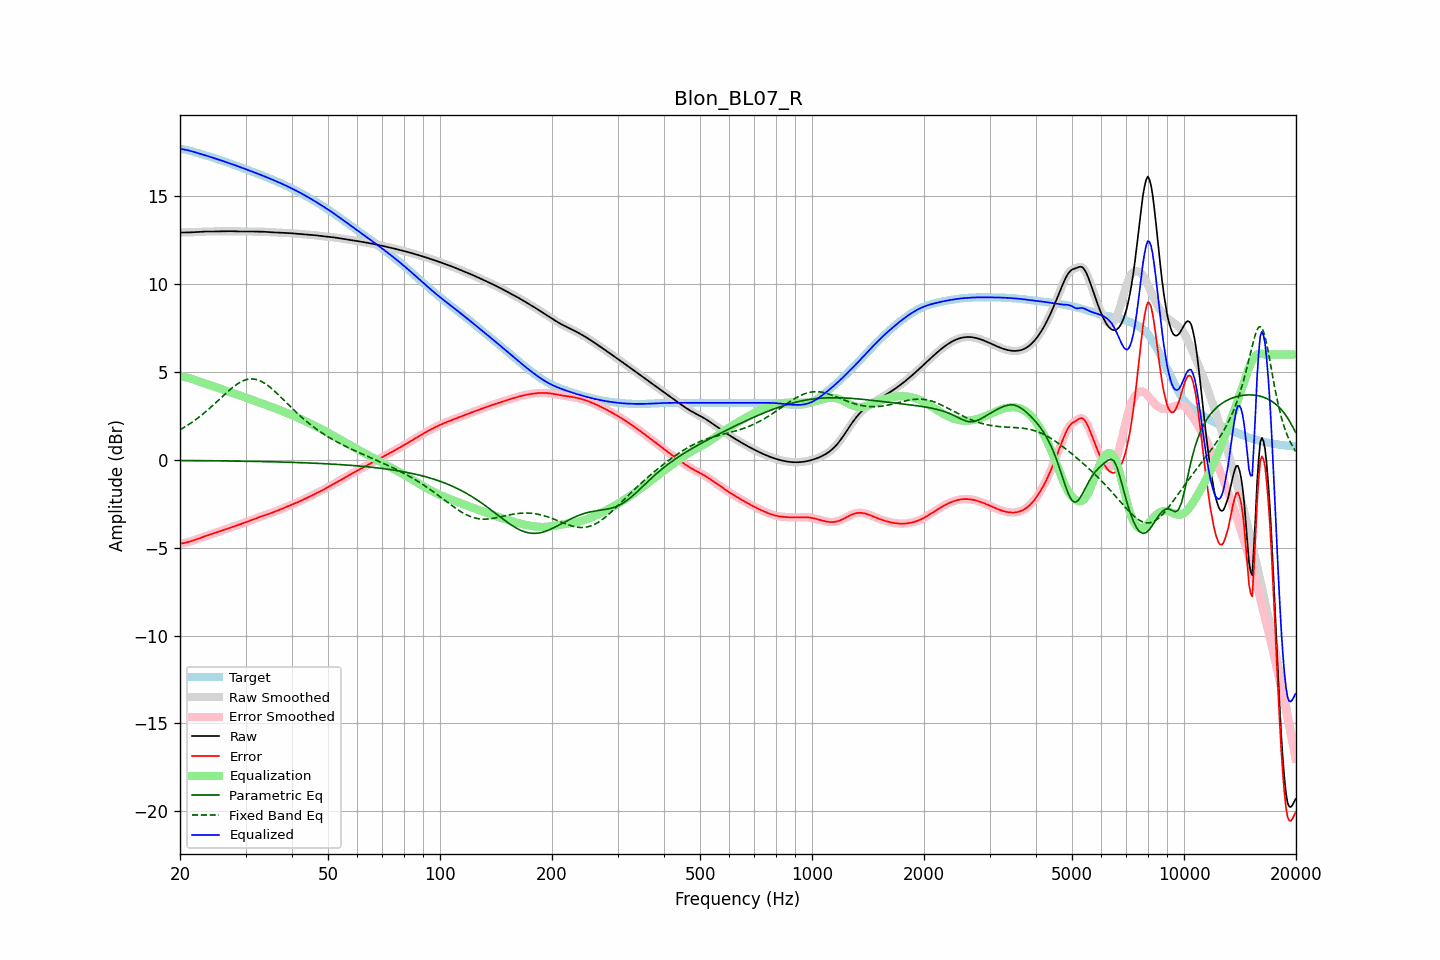 Blon_BL07_R
Amplitude (dBr)
15
10
5
0
−5
−10
−15
−20
Target
Raw Smoothed
Error Smoothed
Raw
Error
Equalization
Parametric Eq
Fixed Band Eq
Equalized
20 50 100 200 500 1000 2000 5000 10000 20000
Frequency (Hz)